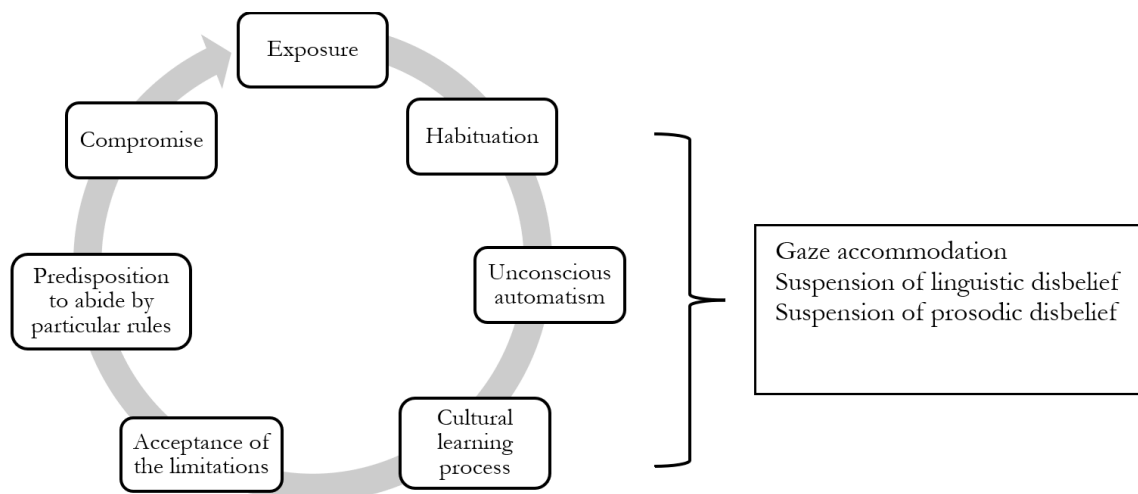 Exposure
Habituation
Unconscious
automatism
Cultural
learning
process
Acceptance of
the limitations
Predisposition
to abide by
particular rules
Compromise
Gaze accommodation
Suspension of linguistic disbelief
Suspension of prosodic disbelief